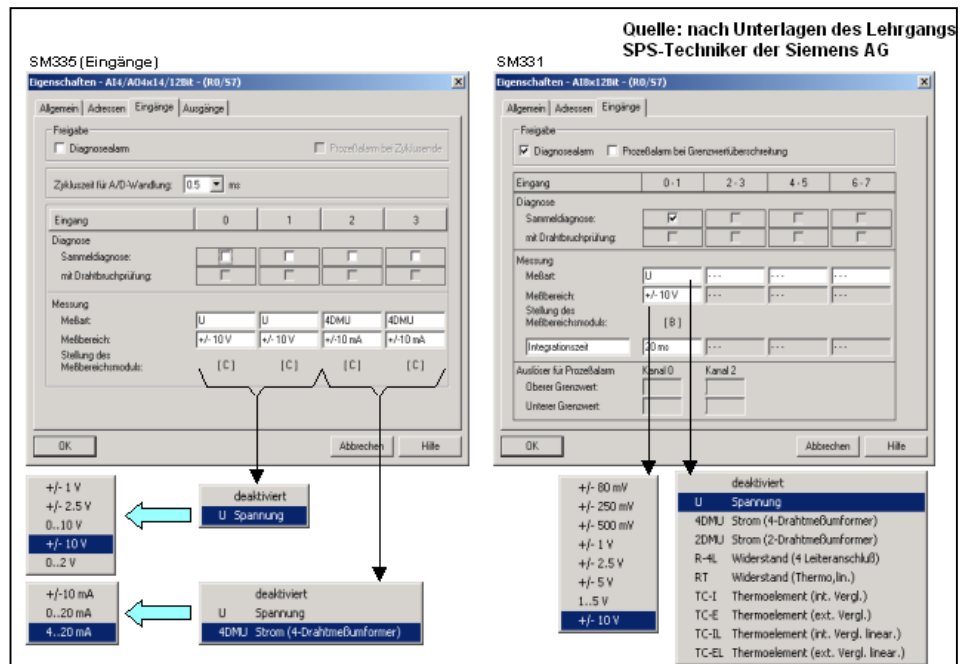 Quelle: nach Unterlagen des Lehrgangs
SPS-Techniker der Siemens AG
SM335 (Eingänge)
Eigenschaften - AI4/AO4x14/12Bit - (R0/S7)
Allgemein Adressen Eingänge Ausgänge
Freigabe
Diagnosealarm Prozeßalarm bei Zyklusende
Zykluszeit für A/D-Wandlung: 0.5 ms
Eingang 0 1 2 3
Diagnose
Sammeldiagnose:
mit Drahtbruchprüfung:
Messung
Meßart: U U 4DMU 4DMU
Meßbereich: +/- 10 V +/- 10 V +/-10 mA +/-10 mA
Stellung des
Meßbereichsmoduls: [ C ] [ C ] [ C ] [ C ]
OK Abbrechen Hilfe
+/- 1 V
+/- 2.5 V
0..10 V
+/- 10 V
0..2 V
deaktiviert
U Spannung
+/-10 mA
0..20 mA
4..20 mA
deaktiviert
U Spannung
4DMU Strom (4-Drahtmeßumformer)
SM331
Eigenschaften - AI8x12Bit - (R0/S7)
Allgemein Adressen Eingänge
Freigabe
Diagnosealarm Prozeßalarm bei Grenzwertüberschreitung
Eingang 0 - 1 2 - 3 4 - 5 6 - 7
Diagnose
Sammeldiagnose:
mit Drahtbruchprüfung:
Messung
Meßart: U --- --- ---
Meßbereich: +/- 10 V --- --- ---
Stellung des
Meßbereichsmoduls: [ B ]
Integrationszeit 20 ms --- --- ---
Auslöser für Prozeßalarm Kanal 0 Kanal 2
Oberer Grenzwert:
Unterer Grenzwert:
OK Abbrechen Hilfe
+/- 80 mV
+/- 250 mV
+/- 500 mV
+/- 1 V
+/- 2.5 V
+/- 5 V
1..5 V
+/- 10 V
deaktiviert
U Spannung
4DMU Strom (4-Drahtmeßumformer)
2DMU Strom (2-Drahtmeßumformer)
R-4L Widerstand (4 Leiteranschluß)
RT Widerstand (Thermo,lin.)
TC-I Thermoelement (int. Vergl.)
TC-E Thermoelement (ext. Vergl.)
TC-IL Thermoelement (int. Vergl. linear.)
TC-EL Thermoelement (ext. Vergl. linear.)